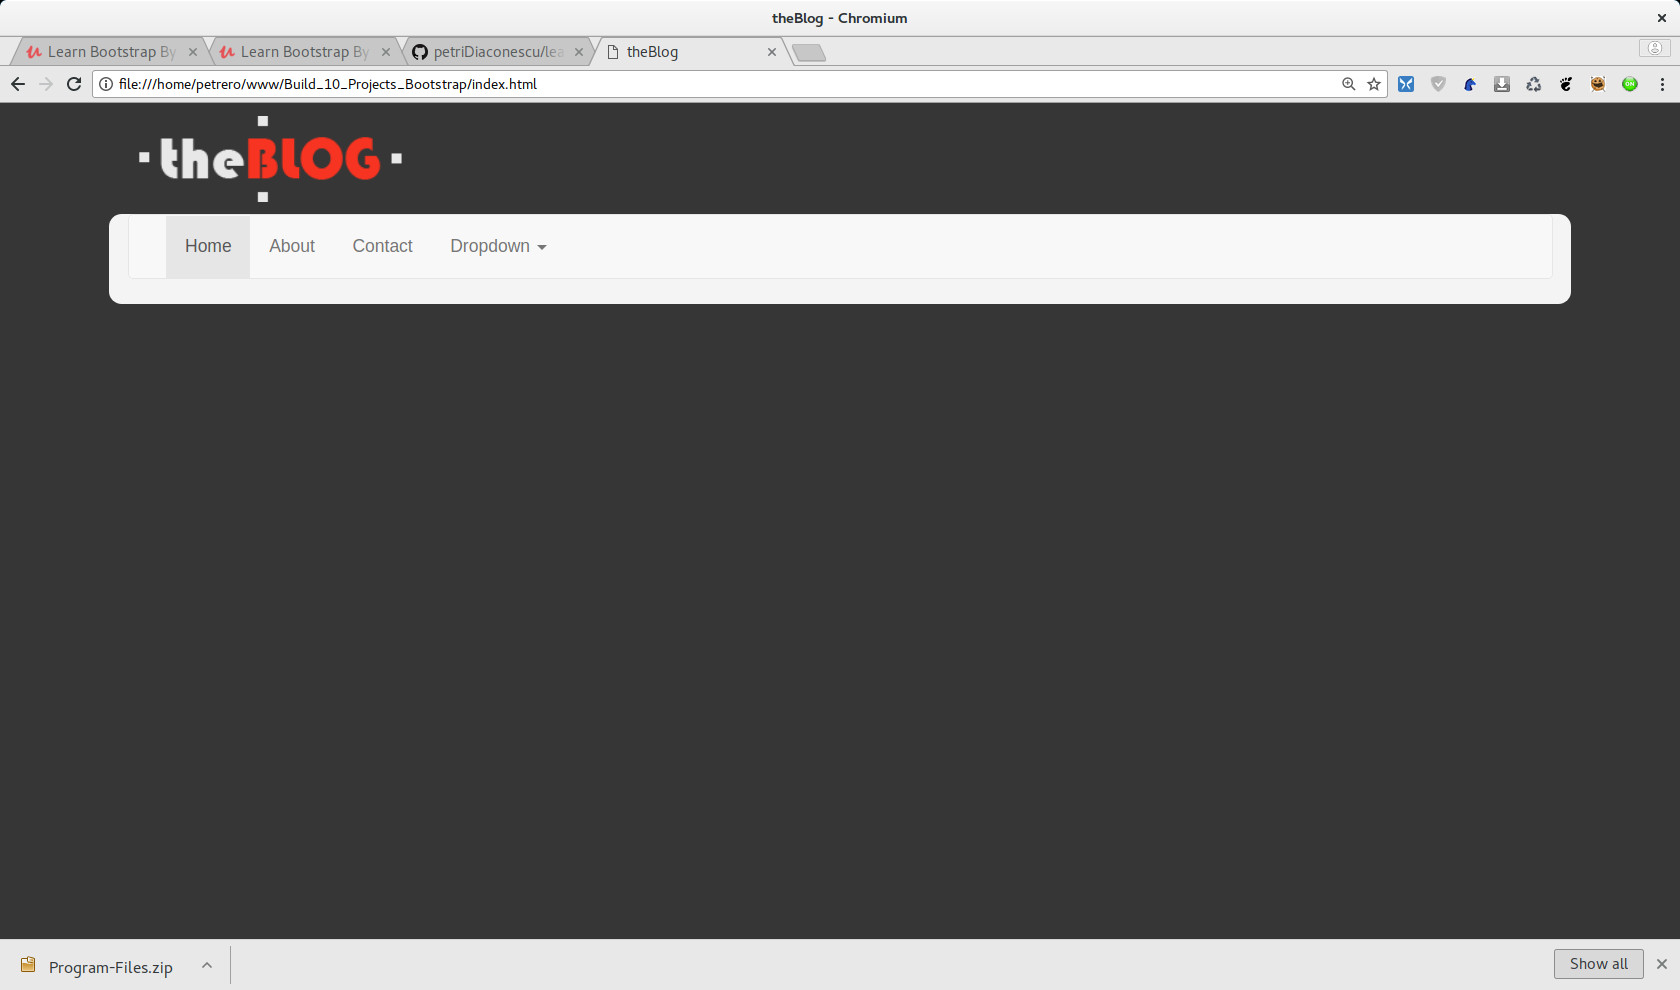 theBlog - Chromium
Learn Bootstrap By
Learn Bootstrap By
petriDiaconescu/lea
theBlog
file:///home/petrero/www/Build_10_Projects_Bootstrap/index.html
ON
theBLOG
Home
About
Contact
Dropdown
Program-Files.zip
Show all